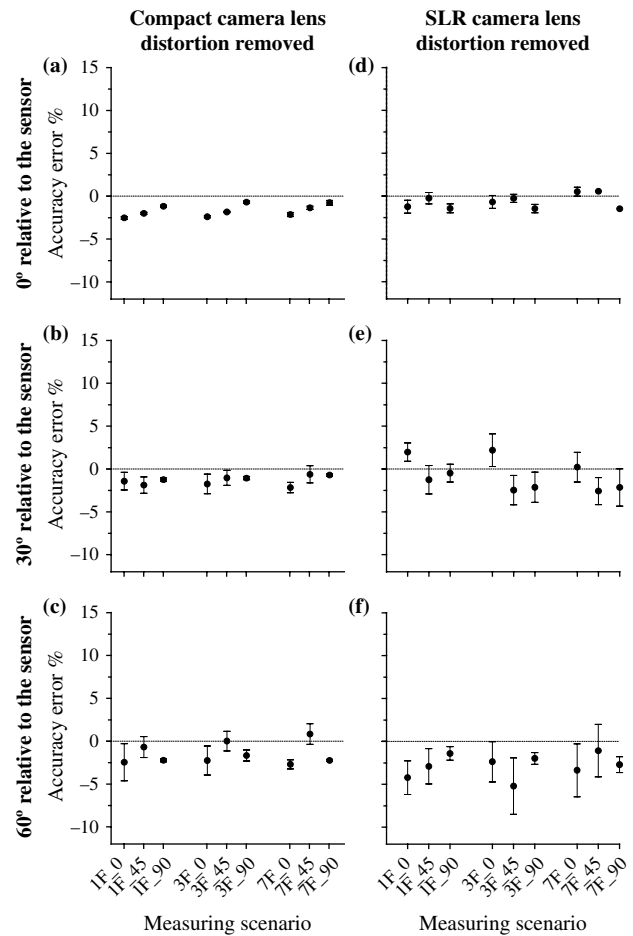 Compact camera lens
distortion removed
SLR camera lens
distortion removed
(a)
(d)
15
10
5
0
−5
−10
Accuracy error %
0º relative to the sensor
(b)
(e)
15
10
5
0
−5
−10
Accuracy error %
30º relative to the sensor
(c)
(f)
15
10
5
0
−5
−10
Accuracy error %
60º relative to the sensor
1F_0
1F_45
1F_90
3F_0
3F_45
3F_90
7F_0
7F_45
7F_90
1F_0
1F_45
1F_90
3F_0
3F_45
3F_90
7F_0
7F_45
7F_90
Measuring scenario
Measuring scenario